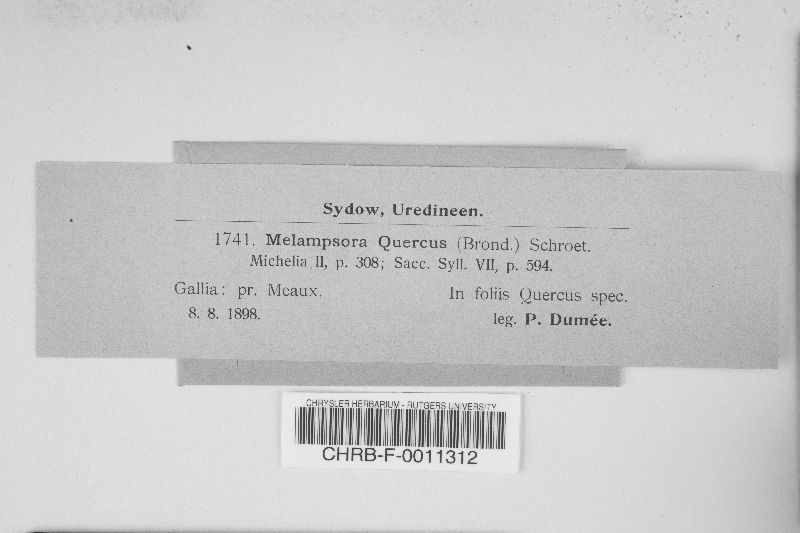 Sydow, Uredineen.
1741. Melampsora Quercus (Brond.) Schroet.
Michelia II, p. 308; Sacc. Syll. VII, p. 594.
Gallia: pr. Meaux. In foliis Quercus spec.
8. 8. 1898. leg. P. Dumée.
CHRYSLER HERBARIUM - RUTGERS UNIVERSITY
CHRB-F-0011312